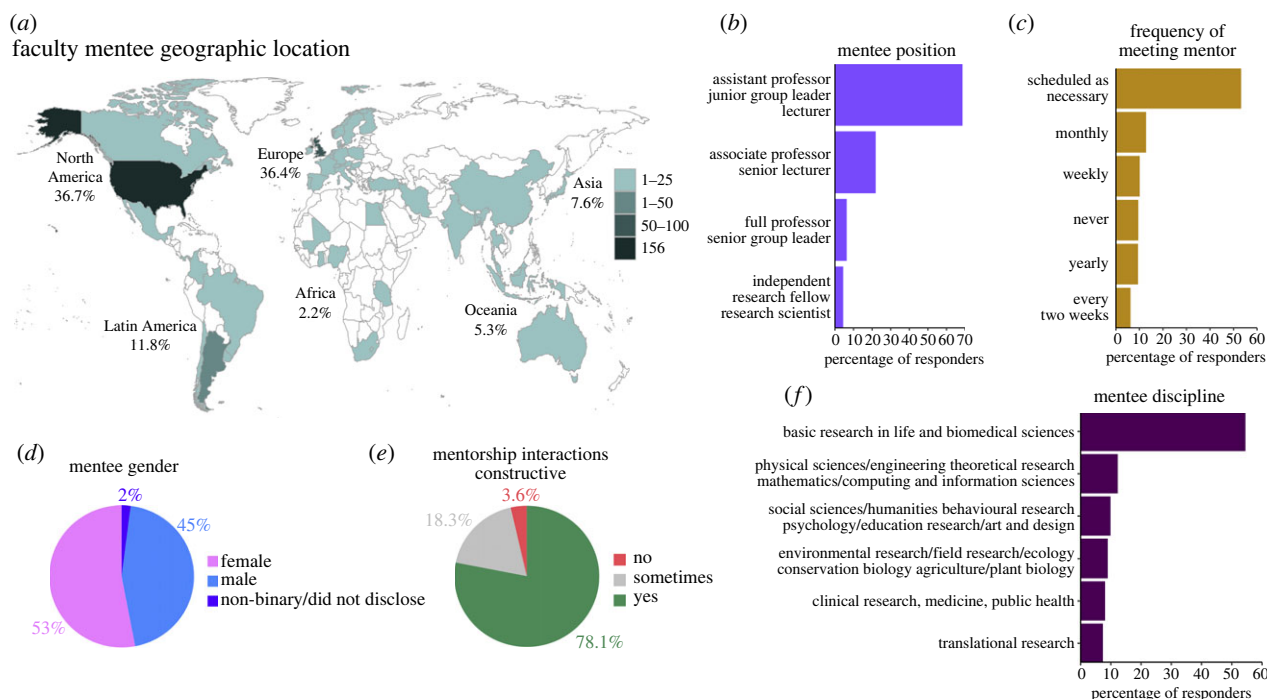 (a)
faculty mentee geographic location
North
America
36.7%
Europe
36.4%
Asia
7.6%
Africa
2.2%
Oceania
5.3%
Latin America
11.8%
1–25
1–50
50–100
156
(b)
mentee position
assistant professor
junior group leader
lecturer
associate professor
senior lecturer
full professor
senior group leader
independent
research fellow
research scientist
0 10 20 30 40 50 60 70
percentage of responders
(c)
frequency of
meeting mentor
scheduled as
necessary
monthly
weekly
never
yearly
every
two weeks
0 10 20 30 40 50 60
percentage of responders
(d)
mentee gender
2%
45%
53%
female
male
non-binary/did not disclose
(e)
mentorship interactions
constructive
3.6%
18.3%
78.1%
no
sometimes
yes
(f)
mentee discipline
basic research in life and biomedical sciences
physical sciences/engineering theoretical research
mathematics/computing and information sciences
social sciences/humanities behavioural research
psychology/education research/art and design
environmental research/field research/ecology
conservation biology agriculture/plant biology
clinical research, medicine, public health
translational research
0 10 20 30 40 50 60
percentage of responders